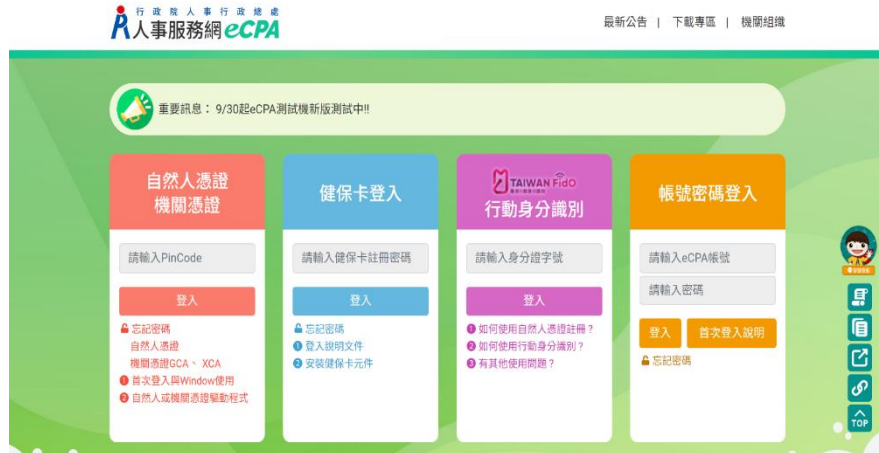 行政院人事行政總處
人事服務網 eCPA
最新公告 | 下載專區 | 機關組織
重要訊息： 9/30起eCPA測試機新版測試中!!
自然人憑證
機關憑證
請輸入PinCode
登入
忘記密碼
自然人憑證
機關憑證GCA、 XCA
❶ 首次登入與Window使用
❷ 自然人或機關憑證驅動程式
健保卡登入
請輸入健保卡註冊密碼
登入
忘記密碼
❶ 登入說明文件
❷ 安裝健保卡元件
TAIWAN FidO
行動身分識別
請輸入身分證字號
登入
❶ 如何使用自然人憑證註冊？
❷ 如何使用行動身分識別？
❸ 有其他使用問題？
帳號密碼登入
請輸入eCPA帳號
請輸入密碼
登入 首次登入說明
忘記密碼
TOP